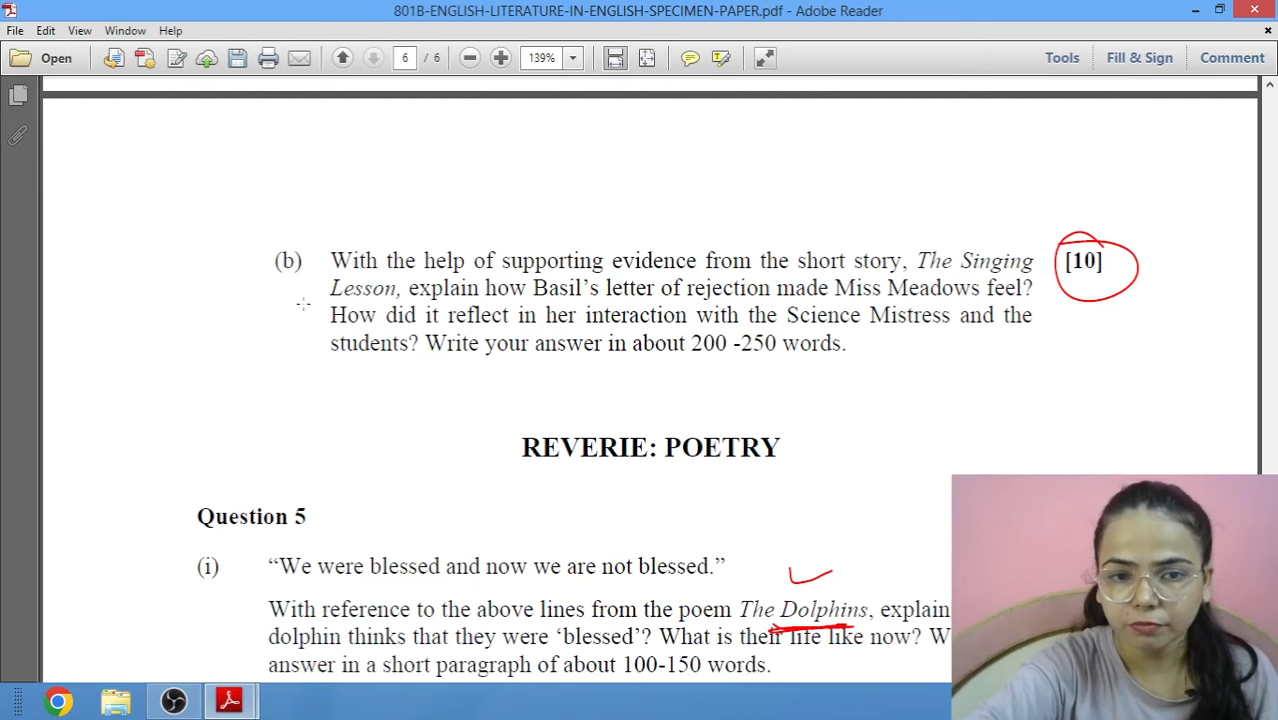 801B-ENGLISH-LITERATURE-IN-ENGLISH-SPECIMEN-PAPER.pdf - Adobe Reader
File Edit View Window Help
Open 6 / 6 139% Tools Fill & Sign Comment
(b) With the help of supporting evidence from the short story, The Singing [10]
Lesson, explain how Basil's letter of rejection made Miss Meadows feel?
How did it reflect in her interaction with the Science Mistress and the
students? Write your answer in about 200 -250 words.
REVERIE: POETRY
Question 5
(i) “We were blessed and now we are not blessed.”
With reference to the above lines from the poem The Dolphins, explain
dolphin thinks that they were ‘blessed’? What is their life like now? W
answer in a short paragraph of about 100-150 words.